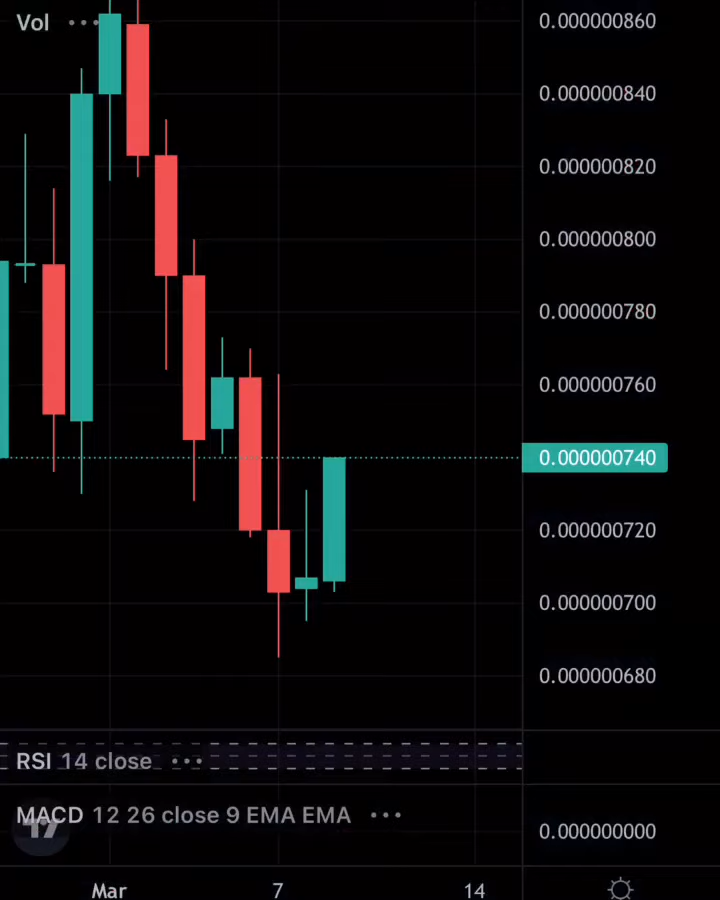 Vol
0.000000860
0.000000840
0.000000820
0.000000800
0.000000780
0.000000760
0.000000740
0.000000720
0.000000700
0.000000680
RSI 14 close
MACD 12 26 close 9 EMA EMA
0.000000000
Mar 7 14